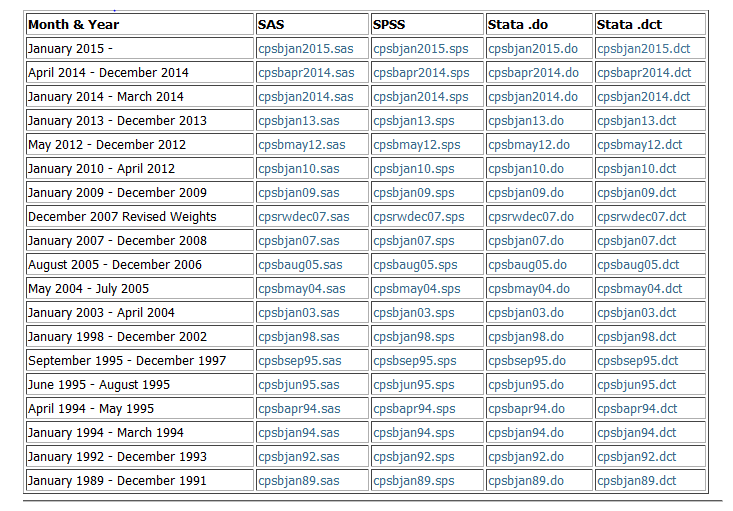 Month & Year SAS SPSS Stata .do Stata .dct
January 2015 - cpsbjan2015.sas cpsbjan2015.sps cpsbjan2015.do cpsbjan2015.dct
April 2014 - December 2014 cpsbapr2014.sas cpsbapr2014.sps cpsbapr2014.do cpsbapr2014.dct
January 2014 - March 2014 cpsbjan2014.sas cpsbjan2014.sps cpsbjan2014.do cpsbjan2014.dct
January 2013 - December 2013 cpsbjan13.sas cpsbjan13.sps cpsbjan13.do cpsbjan13.dct
May 2012 - December 2012 cpsbmay12.sas cpsbmay12.sps cpsbmay12.do cpsbmay12.dct
January 2010 - April 2012 cpsbjan10.sas cpsbjan10.sps cpsbjan10.do cpsbjan10.dct
January 2009 - December 2009 cpsbjan09.sas cpsbjan09.sps cpsbjan09.do cpsbjan09.dct
December 2007 Revised Weights cpsrwdec07.sas cpsrwdec07.sps cpsrwdec07.do cpsrwdec07.dct
January 2007 - December 2008 cpsbjan07.sas cpsbjan07.sps cpsbjan07.do cpsbjan07.dct
August 2005 - December 2006 cpsbaug05.sas cpsbaug05.sps cpsbaug05.do cpsbaug05.dct
May 2004 - July 2005 cpsbmay04.sas cpsbmay04.sps cpsbmay04.do cpsbmay04.dct
January 2003 - April 2004 cpsbjan03.sas cpsbjan03.sps cpsbjan03.do cpsbjan03.dct
January 1998 - December 2002 cpsbjan98.sas cpsbjan98.sps cpsbjan98.do cpsbjan98.dct
September 1995 - December 1997 cpsbsep95.sas cpsbsep95.sps cpsbsep95.do cpsbsep95.dct
June 1995 - August 1995 cpsbjun95.sas cpsbjun95.sps cpsbjun95.do cpsbjun95.dct
April 1994 - May 1995 cpsbapr94.sas cpsbapr94.sps cpsbapr94.do cpsbapr94.dct
January 1994 - March 1994 cpsbjan94.sas cpsbjan94.sps cpsbjan94.do cpsbjan94.dct
January 1992 - December 1993 cpsbjan92.sas cpsbjan92.sps cpsbjan92.do cpsbjan92.dct
January 1989 - December 1991 cpsbjan89.sas cpsbjan89.sps cpsbjan89.do cpsbjan89.dct